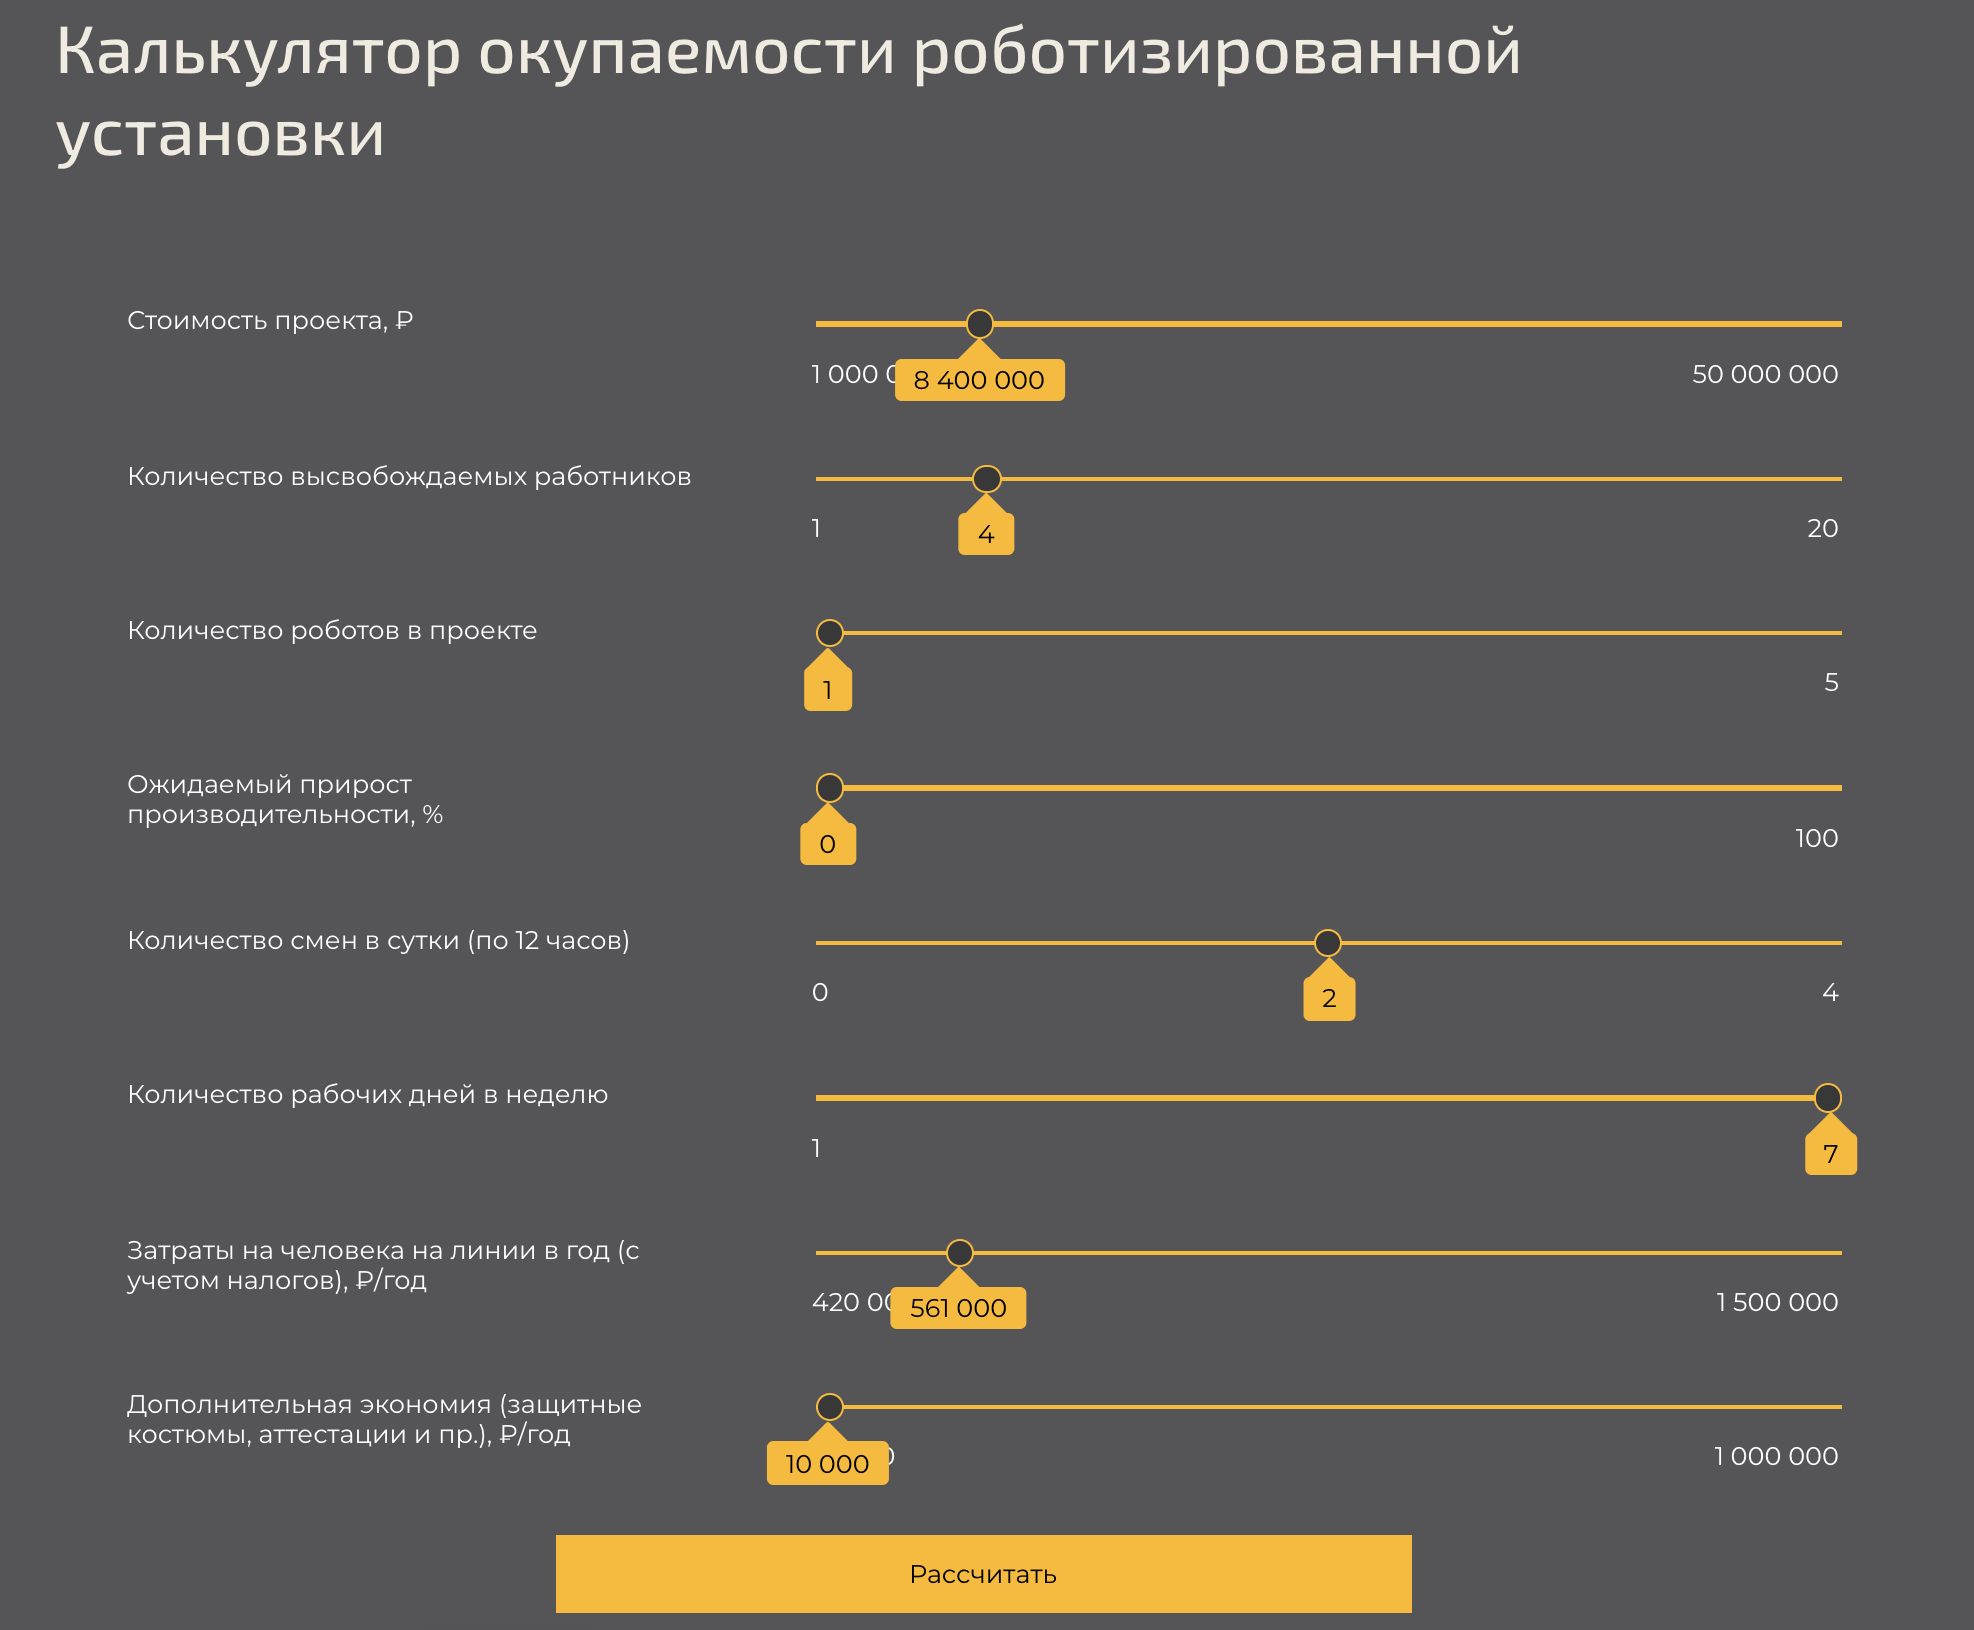 Калькулятор окупаемости роботизированной
установки
Стоимость проекта, ₽
1 000 0
8 400 000
50 000 000
Количество высвобождаемых работников
1
4
20
Количество роботов в проекте
1
5
Ожидаемый прирост
производительности, %
0
100
Количество смен в сутки (по 12 часов)
0
2
4
Количество рабочих дней в неделю
1
7
Затраты на человека на линии в год (с
учетом налогов), ₽/год
420 00
561 000
1 500 000
Дополнительная экономия (защитные
костюмы, аттестации и пр.), ₽/год
10 000
1 000 000
Рассчитать